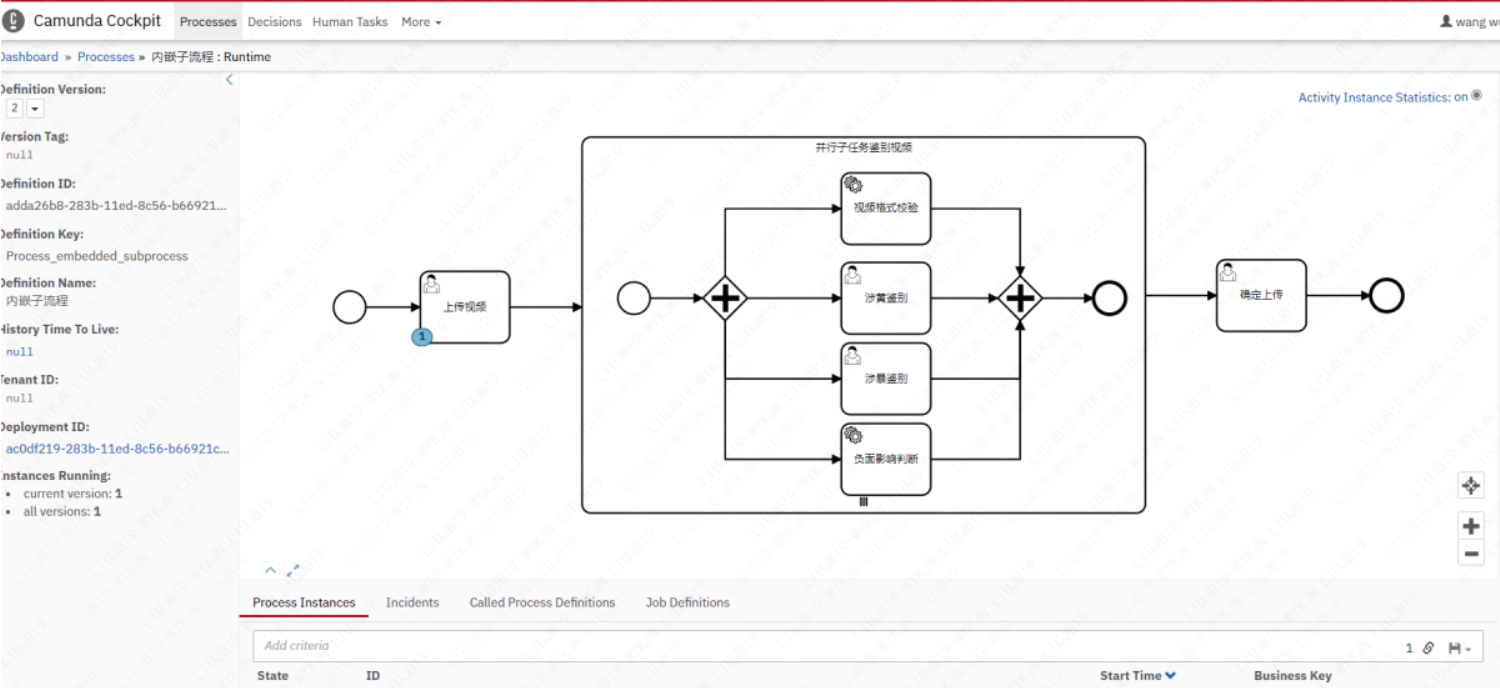 Camunda Cockpit Processes Decisions Human Tasks More wang wu
Dashboard » Processes » 内嵌子流程 : Runtime
Definition Version:
2
Version Tag:
null
Definition ID:
adda26b8-283b-11ed-8c56-b66921...
Definition Key:
Process_embedded_subprocess
Definition Name:
内嵌子流程
History Time To Live:
null
Tenant ID:
null
Deployment ID:
ac0df219-283b-11ed-8c56-b66921c...
Instances Running:
current version: 1
all versions: 1
Activity Instance Statistics: on
并行子任务鉴别视频
视频格式校验
上传视频
1
涉黄鉴别
确定上传
涉暴鉴别
负面影响判断
Process Instances Incidents Called Process Definitions Job Definitions
Add criteria 1
State ID Start Time Business Key